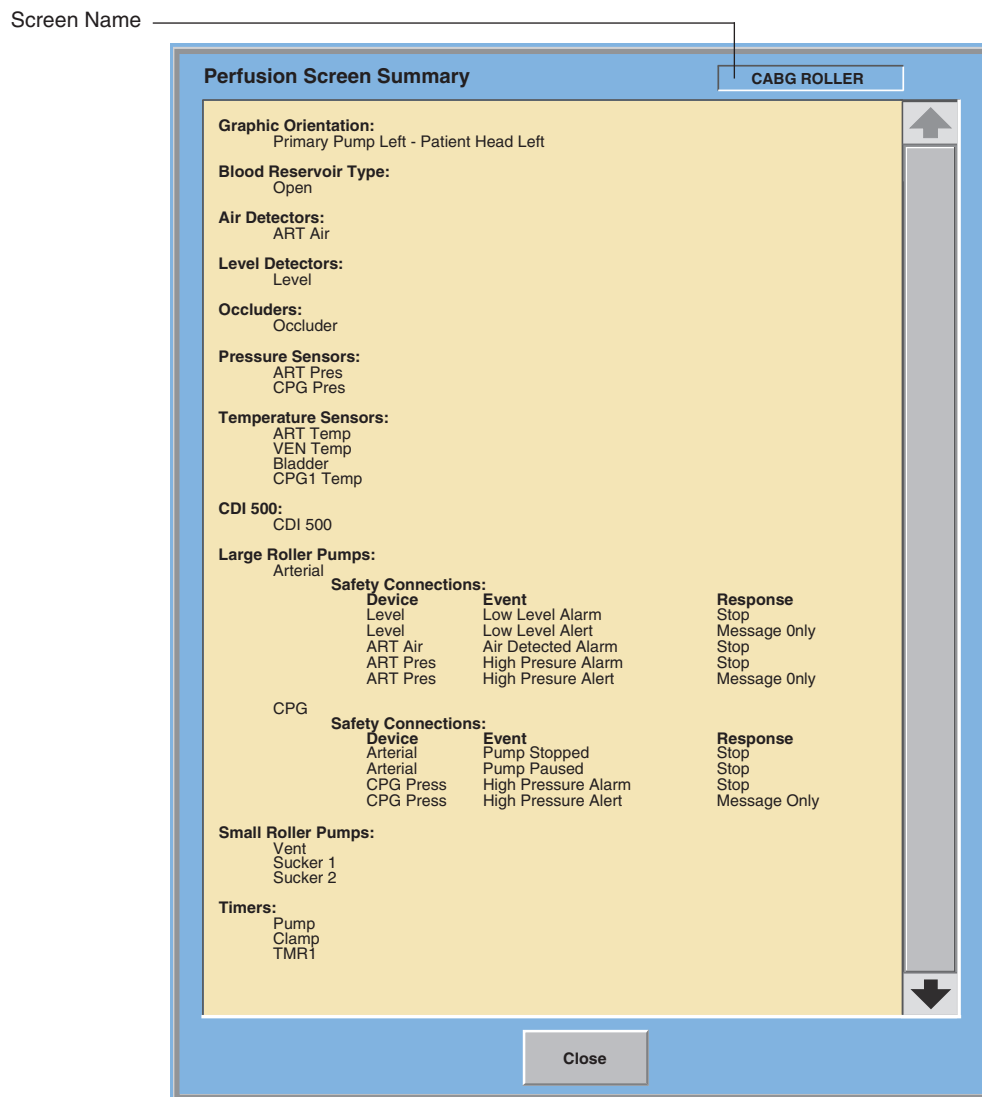 Screen Name
Perfusion Screen Summary CABG ROLLER
Graphic Orientation:
Primary Pump Left - Patient Head Left
Blood Reservoir Type:
Open
Air Detectors:
ART Air
Level Detectors:
Level
Occluders:
Occluder
Pressure Sensors:
ART Pres
CPG Pres
Temperature Sensors:
ART Temp
VEN Temp
Bladder
CPG1 Temp
CDI 500:
CDI 500
Large Roller Pumps:
Arterial
Safety Connections:
Device Event Response
Level Low Level Alarm Stop
Level Low Level Alert Message 0nly
ART Air Air Detected Alarm Stop
ART Pres High Presure Alarm Stop
ART Pres High Presure Alert Message 0nly
CPG
Safety Connections:
Device Event Response
Arterial Pump Stopped Stop
Arterial Pump Paused Stop
CPG Press High Pressure Alarm Stop
CPG Press High Pressure Alert Message Only
Small Roller Pumps:
Vent
Sucker 1
Sucker 2
Timers:
Pump
Clamp
TMR1
Close